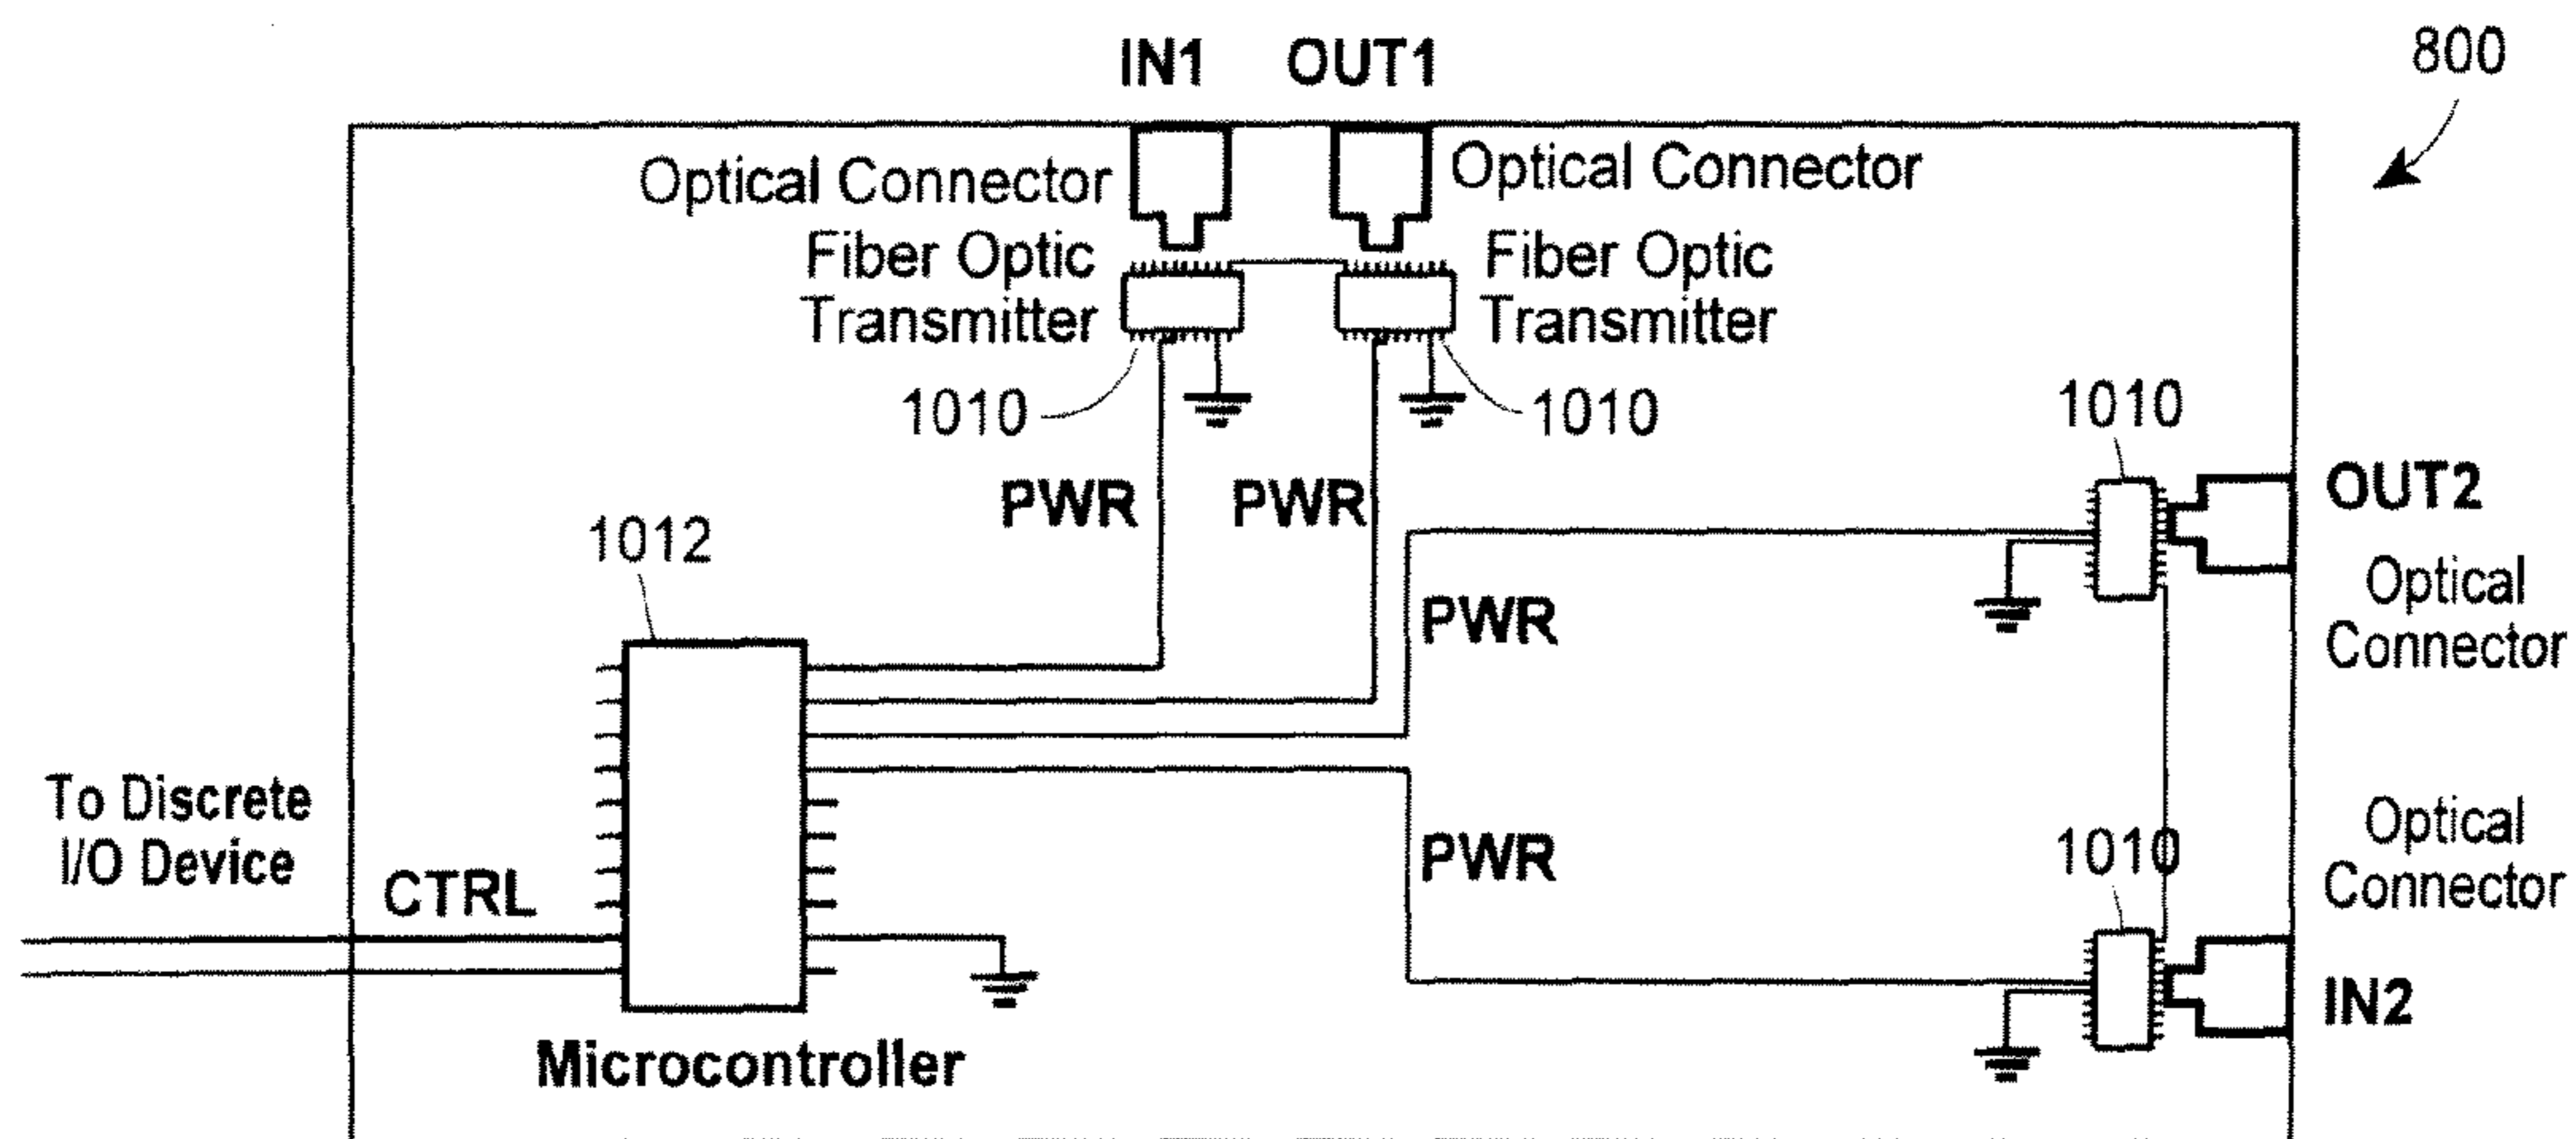 IN1 OUT1
800
Optical Connector
Optical Connector
Fiber Optic
Transmitter
Fiber Optic
Transmitter
1010
1010
1010
PWR
PWR
OUT2
1012
Optical
Connector
PWR
To Discrete
I/O Device
CTRL
PWR
1010
Optical
Connector
IN2
Microcontroller